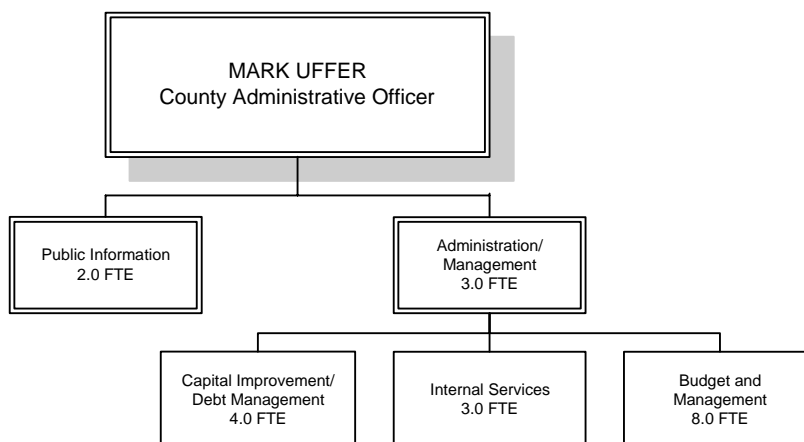 MARK UFFER
County Administrative Officer
Public Information
2.0 FTE
Administration/
Management
3.0 FTE
Capital Improvement/
Debt Management
4.0 FTE
Internal Services
3.0 FTE
Budget and
Management
8.0 FTE